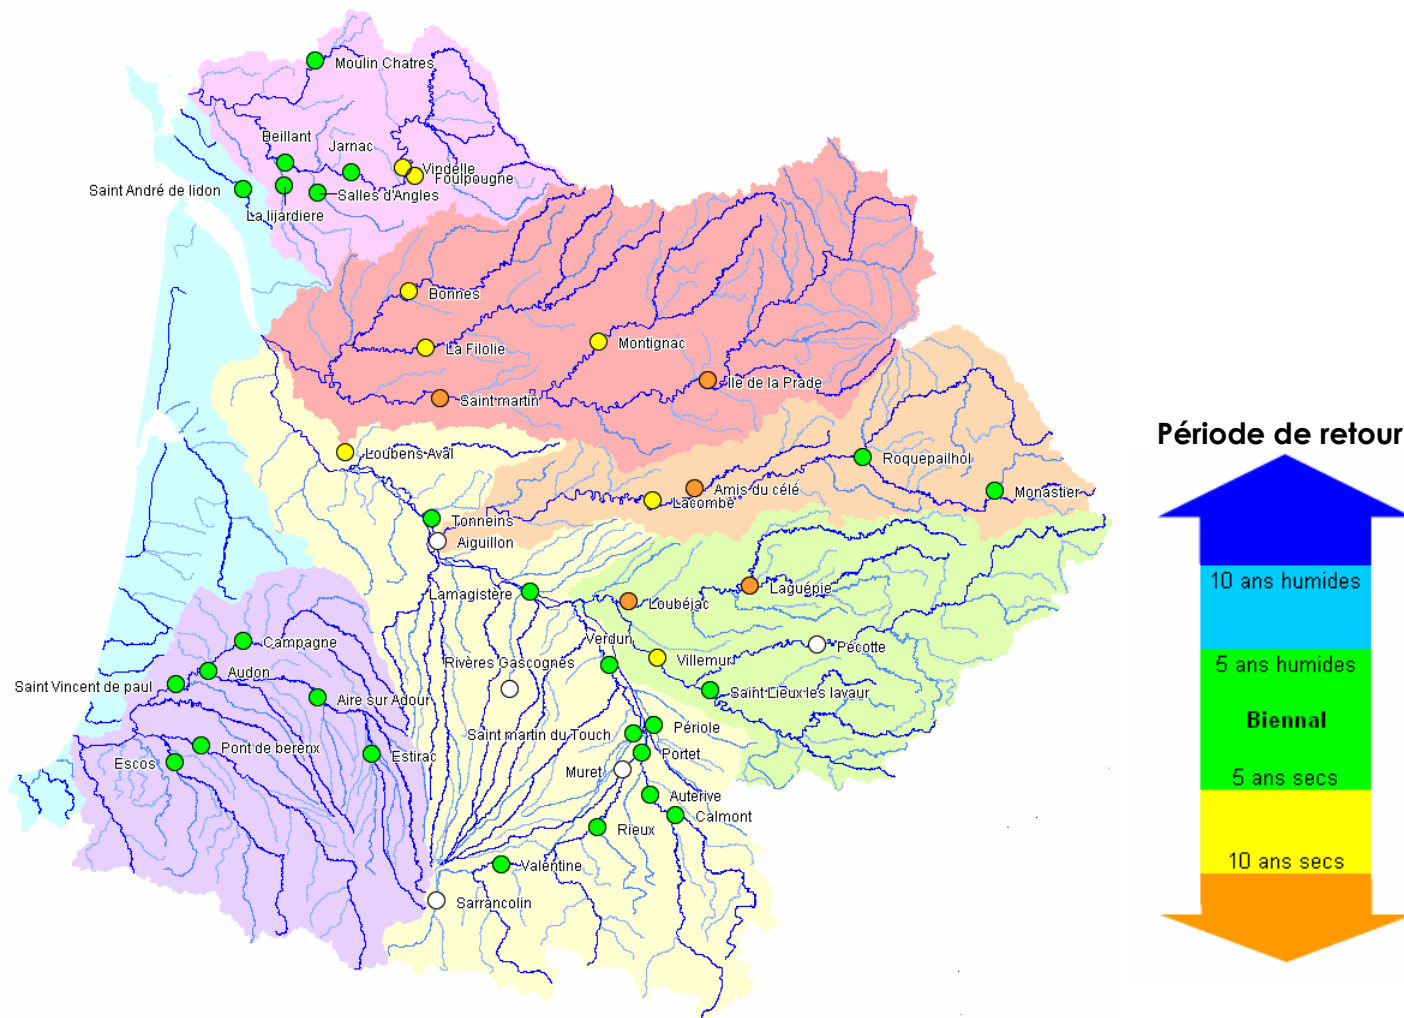 Moulin Chatres
Beillant
Jarnac
Vindelle
Foulpougne
Saint André de lidon
Salles d'Angles
La lijardiere
Bonnes
La Filolie
Montignac
Ile de la Prade
Saint martin
Loubens Aval
Roquepailhol
Amis du célé
Monastier
Lacombe
Tonneins
Aiguillon
Lamagistère
Laguépie
Loubéjac
Verdun
Campagne
Pécotte
Rivères Gascognes
Villemur
Audon
Saint Vincent de paul
Saint Lieux les lavaur
Aire sur Adour
Périole
Saint martin du Touch
Pont de berenx
Estirac
Portet
Escos
Muret
Auterive
Calmont
Rieux
Valentine
Sarrancolin
Période de retour
10 ans humides
5 ans humides
Biennal
5 ans secs
10 ans secs